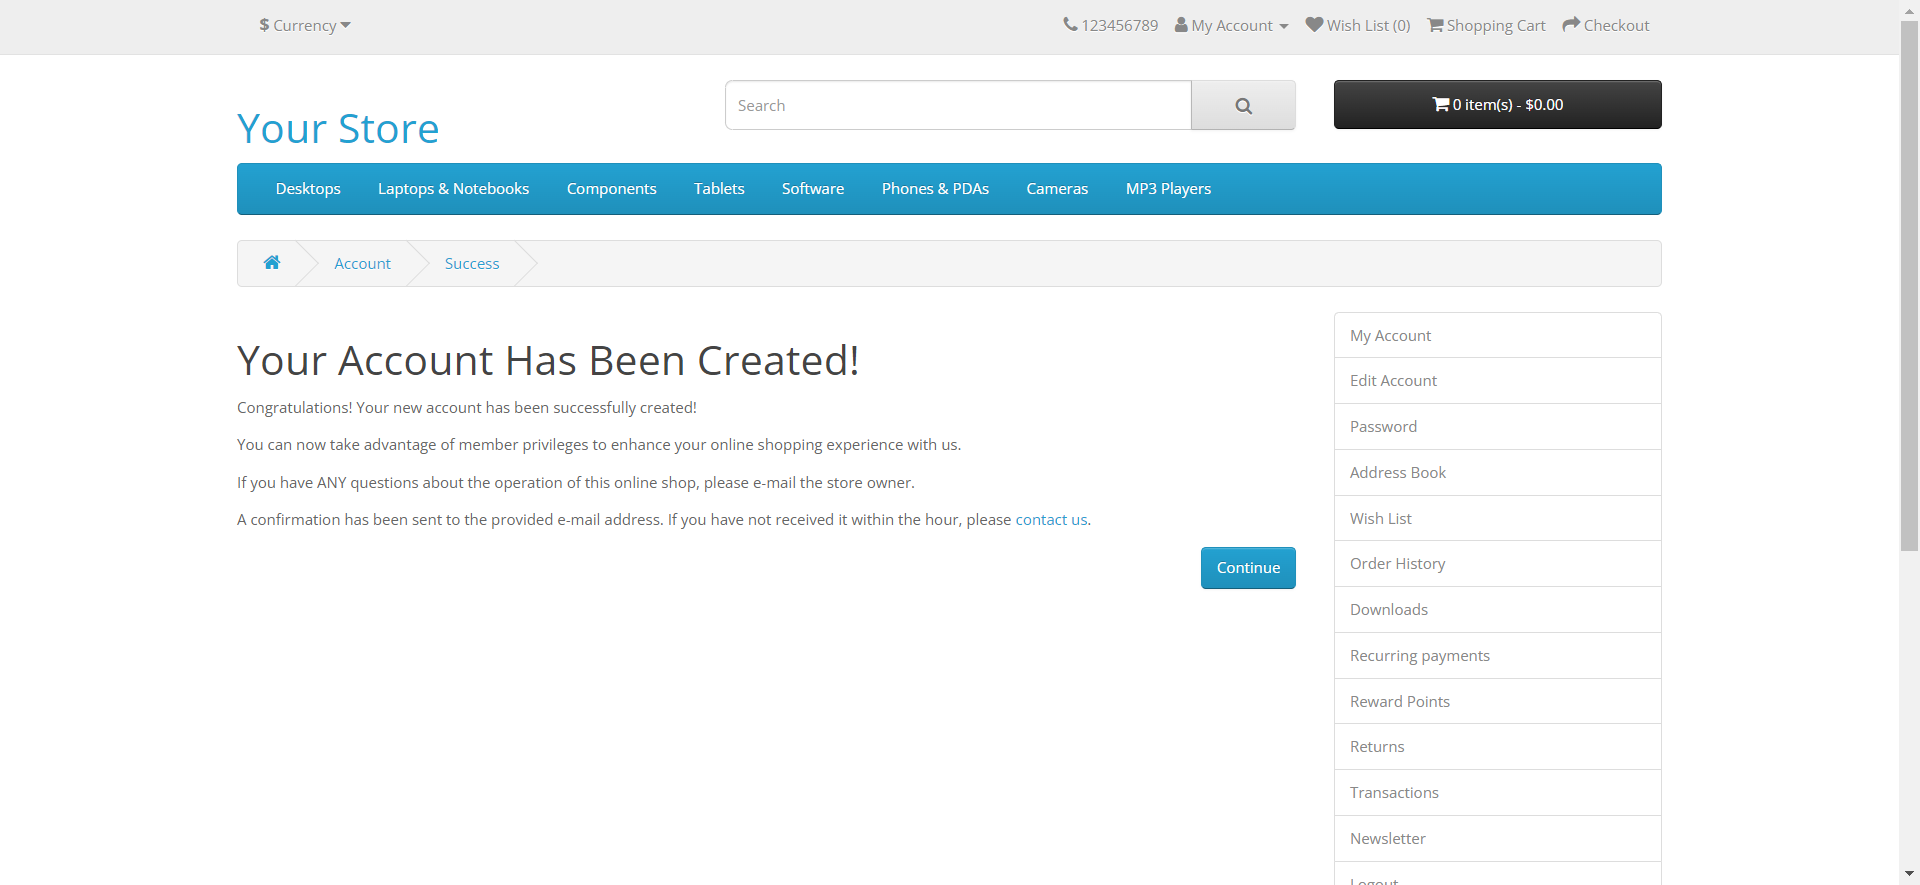 $ Currency
123456789 My Account Wish List (0) Shopping Cart Checkout
Your Store
Search
0 item(s) - $0.00
Desktops Laptops & Notebooks Components Tablets Software Phones & PDAs Cameras MP3 Players
Account Success
Your Account Has Been Created!
Congratulations! Your new account has been successfully created!
You can now take advantage of member privileges to enhance your online shopping experience with us.
If you have ANY questions about the operation of this online shop, please e-mail the store owner.
A confirmation has been sent to the provided e-mail address. If you have not received it within the hour, please contact us.
Continue
My Account
Edit Account
Password
Address Book
Wish List
Order History
Downloads
Recurring payments
Reward Points
Returns
Transactions
Newsletter
Logout